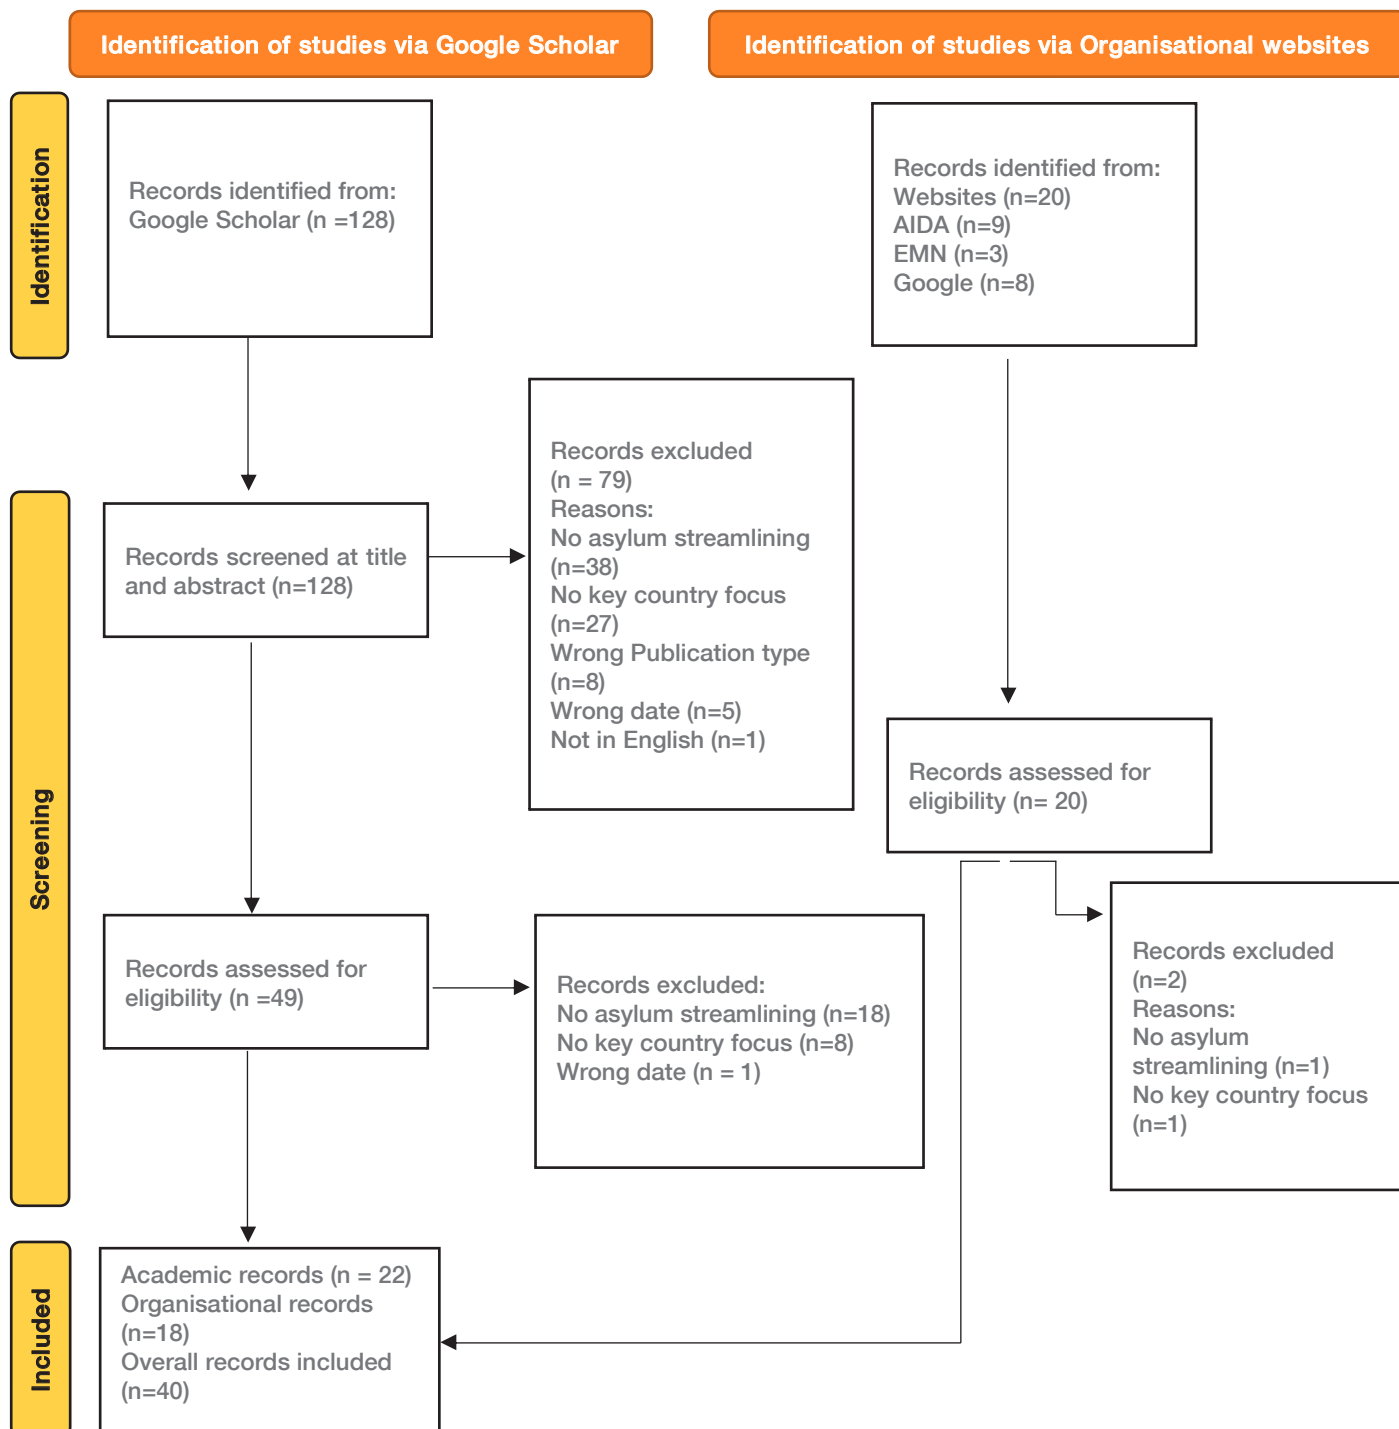 Identification of studies via Google Scholar
Identification of studies via Organisational websites
Identification
Records identified from:
Google Scholar (n =128)
Records identified from:
Websites (n=20)
AIDA (n=9)
EMN (n=3)
Google (n=8)
Screening
Records screened at title
and abstract (n=128)
Records excluded
(n = 79)
Reasons:
No asylum streamlining
(n=38)
No key country focus
(n=27)
Wrong Publication type
(n=8)
Wrong date (n=5)
Not in English (n=1)
Records assessed for
eligibility (n= 20)
Records assessed for
eligibility (n =49)
Records excluded:
No asylum streamlining (n=18)
No key country focus (n=8)
Wrong date (n = 1)
Records excluded
(n=2)
Reasons:
No asylum
streamlining (n=1)
No key country focus
(n=1)
Included
Academic records (n = 22)
Organisational records
(n=18)
Overall records included
(n=40)